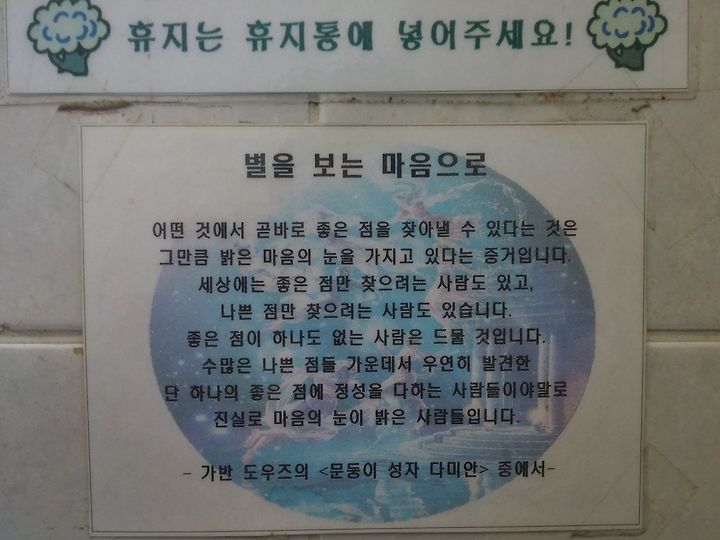 휴지는 휴지통에 넣어주세요!
별을 보는 마음으로
어떤 것에서 곧바로 좋은 점을 찾아낼 수 있다는 것은
그만큼 밝은 마음의 눈을 가지고 있다는 증거입니다.
세상에는 좋은 점만 찾으려는 사람도 있고,
나쁜 점만 찾으려는 사람도 있습니다.
좋은 점이 하나도 없는 사람은 드물 것입니다.
수많은 나쁜 점들 가운데서 우연히 발견한
단 하나의 좋은 점에 정성을 다하는 사람들이야말로
진실로 마음의 눈이 밝은 사람들입니다.
- 가반 도우즈의 <문둥이 성자 다미안> 중에서-